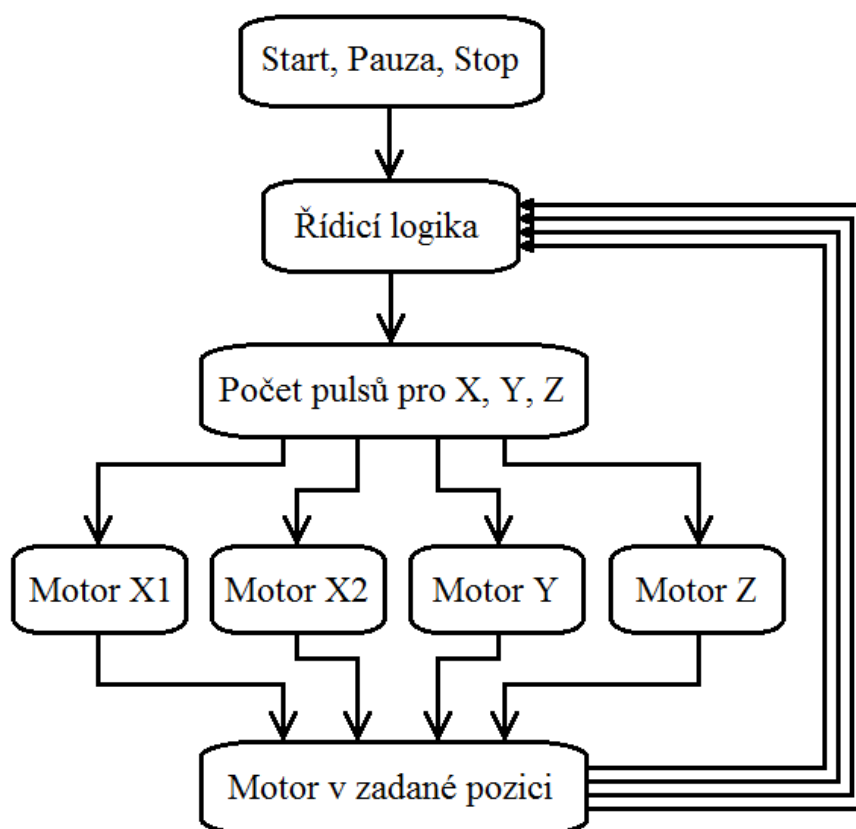 Start, Pauza, Stop
Řídicí logika
Počet pulsů pro X, Y, Z
Motor X1
Motor X2
Motor Y
Motor Z
Motor v zadané pozici